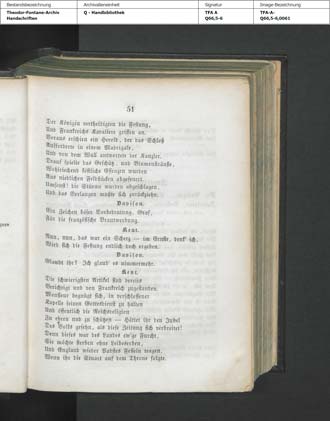 Bestandsbezeichnung
Theodor-Fontane-Archiv
Handschriften
Archivalieneinheit
Q - Handbibliothek
Signatur
TFA A
Q66,5-6
Image-Bezeichnung
TFA-A-
Q66,5-6,0061
51
Der Königin vertheidigten die Festung,
Und Frankreichs Kavaliere griffen an.
Voraus erschien ein Herold, der das Schloß
Aufforderte in einem Madrigale,
Und von dem Wall antwortete der Kanzler.
Drauf spielte das Geschütz, und Blumensträuße,
Wohlriechend köstliche Essenzen wurden
Aus niedlichen Feldstücken abgefeuert.
Umsonst! die Stürme wurden abgeschlagen,
Und das Verlangen mußte sich zurückziehn.
Davison.
Ein Zeichen böser Vorbedeutung, Graf,
Für die französische Brautwerbung.
Kent.
Nun, nun, das war ein Scherz — im Ernste, denk' ich,
Wird sich die Festung endlich doch ergeben.
Davison.
Glaubt ihr? Ich glaub' es nimmermehr.
Kent.
Die schwierigsten Artikel sind bereits
Berichtigt und von Frankreich zugestanden.
Monsieur begnügt sich, in verschlossener
Kapelle seinen Gottesdienst zu halten
Und öffentlich die Reichsreligion
Zu ehren und zu schützen — Hättet ihr den Jubel
Des Volks gesehn, als diese Zeitung sich verbreitet!
Denn dieses war des Landes ew'ge Furcht,
Sie möchte sterben ohne Leibeserben,
Und England wieder Papstes Fesseln tragen,
Wenn ihr die Stuart auf dem Throne folgte.